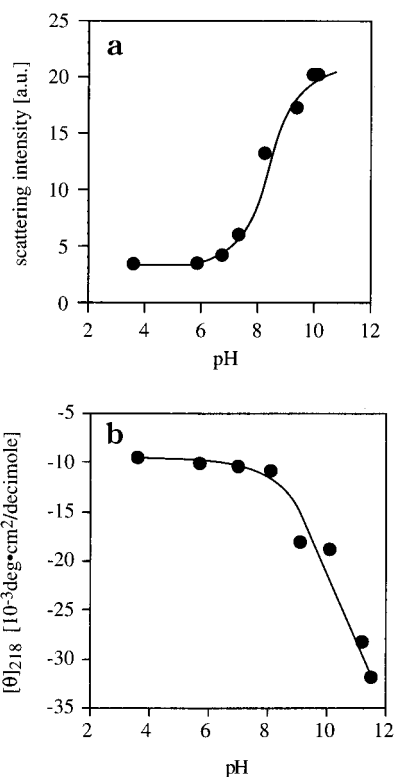 a
25
20
15
10
5
0
scattering intensity [a.u.]
2 4 6 8 10 12
pH
b
-5
-10
-15
-20
-25
-30
-35
[θ]218 [10-3deg•cm2/decimole]
2 4 6 8 10 12
pH